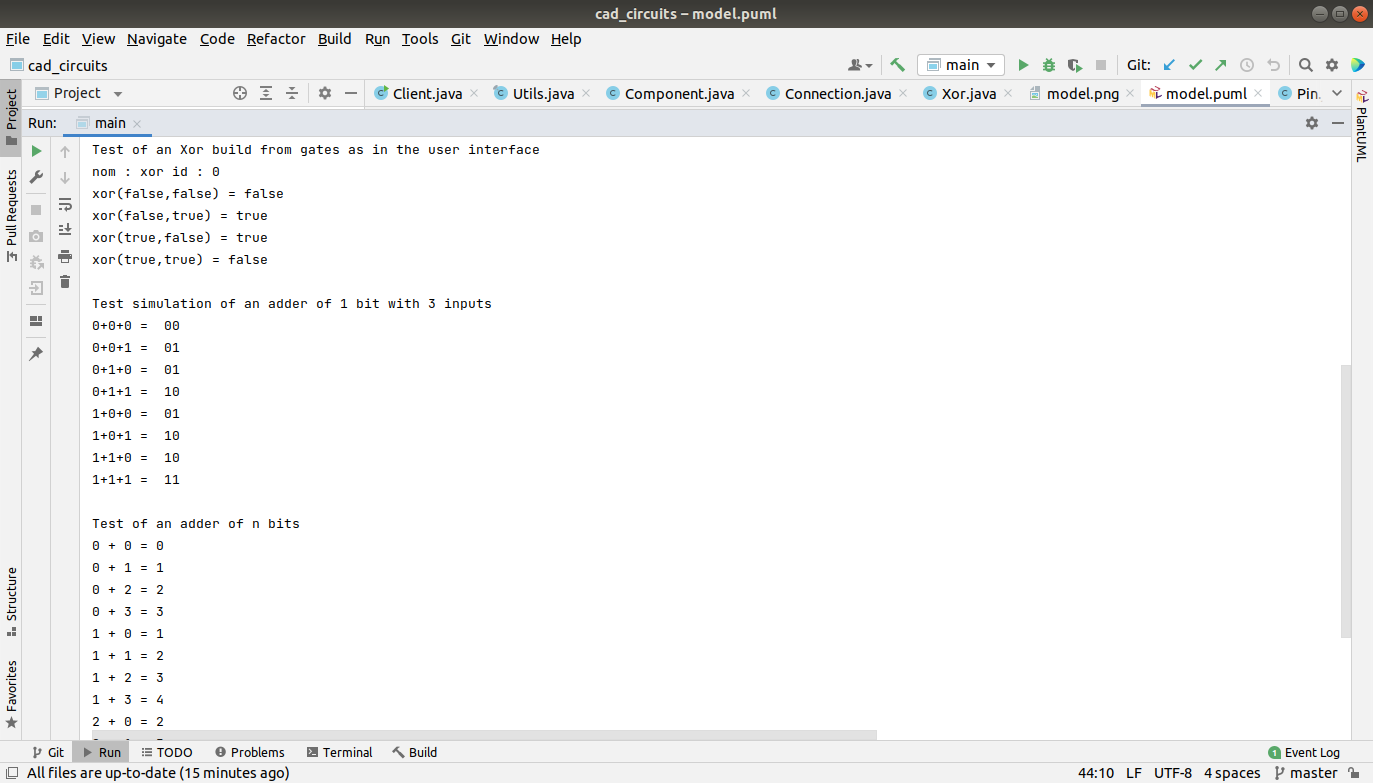 cad_circuits – model.puml
File Edit View Navigate Code Refactor Build Run Tools Git Window Help
cad_circuits
main
Git:
Project
Client.java
Utils.java
Component.java
Connection.java
Xor.java
model.png
model.puml
Pin.
Run: main
Project
Pull Requests
Structure
Favorites
PlantUML
Test of an Xor build from gates as in the user interface
nom : xor id : 0
xor(false,false) = false
xor(false,true) = true
xor(true,false) = true
xor(true,true) = false
Test simulation of an adder of 1 bit with 3 inputs
0+0+0 =  00
0+0+1 =  01
0+1+0 =  01
0+1+1 =  10
1+0+0 =  01
1+0+1 =  10
1+1+0 =  10
1+1+1 =  11
Test of an adder of n bits
0 + 0 = 0
0 + 1 = 1
0 + 2 = 2
0 + 3 = 3
1 + 0 = 1
1 + 1 = 2
1 + 2 = 3
1 + 3 = 4
2 + 0 = 2
Git Run TODO Problems Terminal Build 1 Event Log
All files are up-to-date (15 minutes ago) 44:10 LF UTF-8 4 spaces master